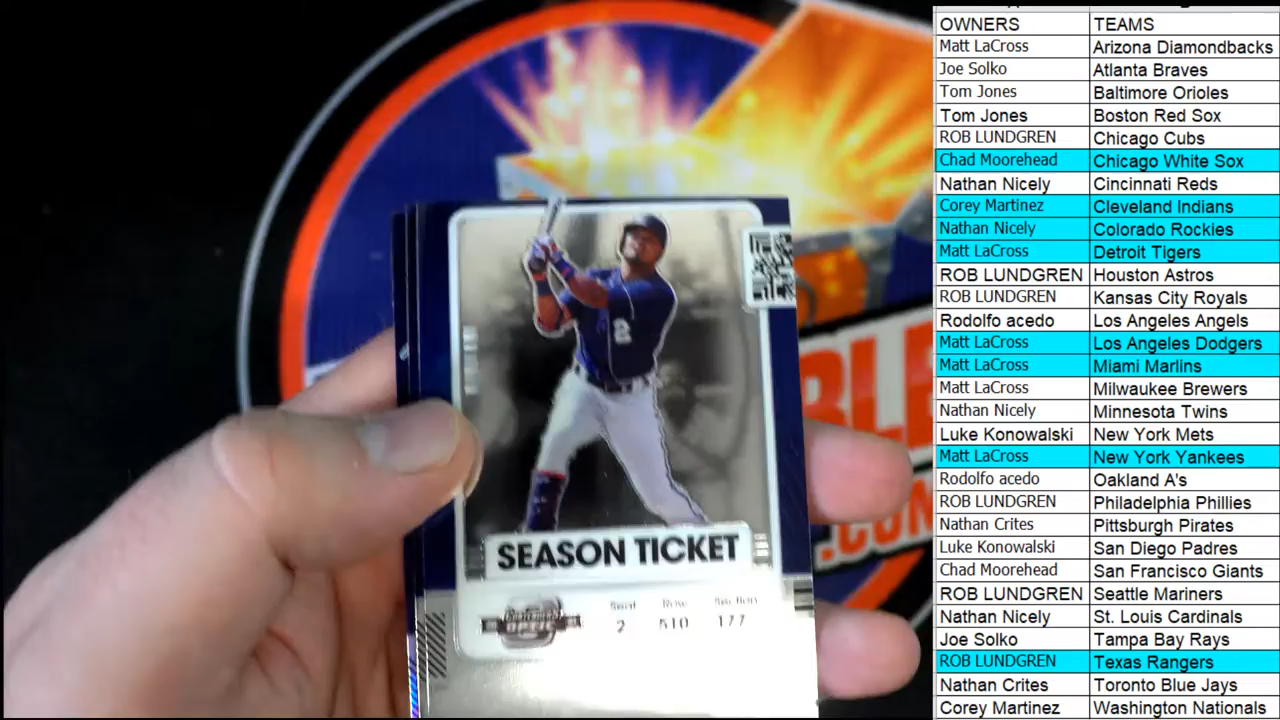 OWNERS TEAMS
Matt LaCross Arizona Diamondbacks
Joe Solko Atlanta Braves
Tom Jones Baltimore Orioles
Tom Jones Boston Red Sox
ROB LUNDGREN Chicago Cubs
Chad Moorehead Chicago White Sox
Nathan Nicely Cincinnati Reds
Corey Martinez Cleveland Indians
Nathan Nicely Colorado Rockies
Matt LaCross Detroit Tigers
ROB LUNDGREN Houston Astros
ROB LUNDGREN Kansas City Royals
Rodolfo acedo Los Angeles Angels
Matt LaCross Los Angeles Dodgers
Matt LaCross Miami Marlins
Matt LaCross Milwaukee Brewers
Nathan Nicely Minnesota Twins
Luke Konowalski New York Mets
Matt LaCross New York Yankees
Rodolfo acedo Oakland A's
ROB LUNDGREN Philadelphia Phillies
Nathan Crites Pittsburgh Pirates
Luke Konowalski San Diego Padres
Chad Moorehead San Francisco Giants
ROB LUNDGREN Seattle Mariners
Nathan Nicely St. Louis Cardinals
Joe Solko Tampa Bay Rays
ROB LUNDGREN Texas Rangers
Nathan Crites Toronto Blue Jays
Corey Martinez Washington Nationals
2
SEASON TICKET
Seat Row Section
2 510 177
.COM